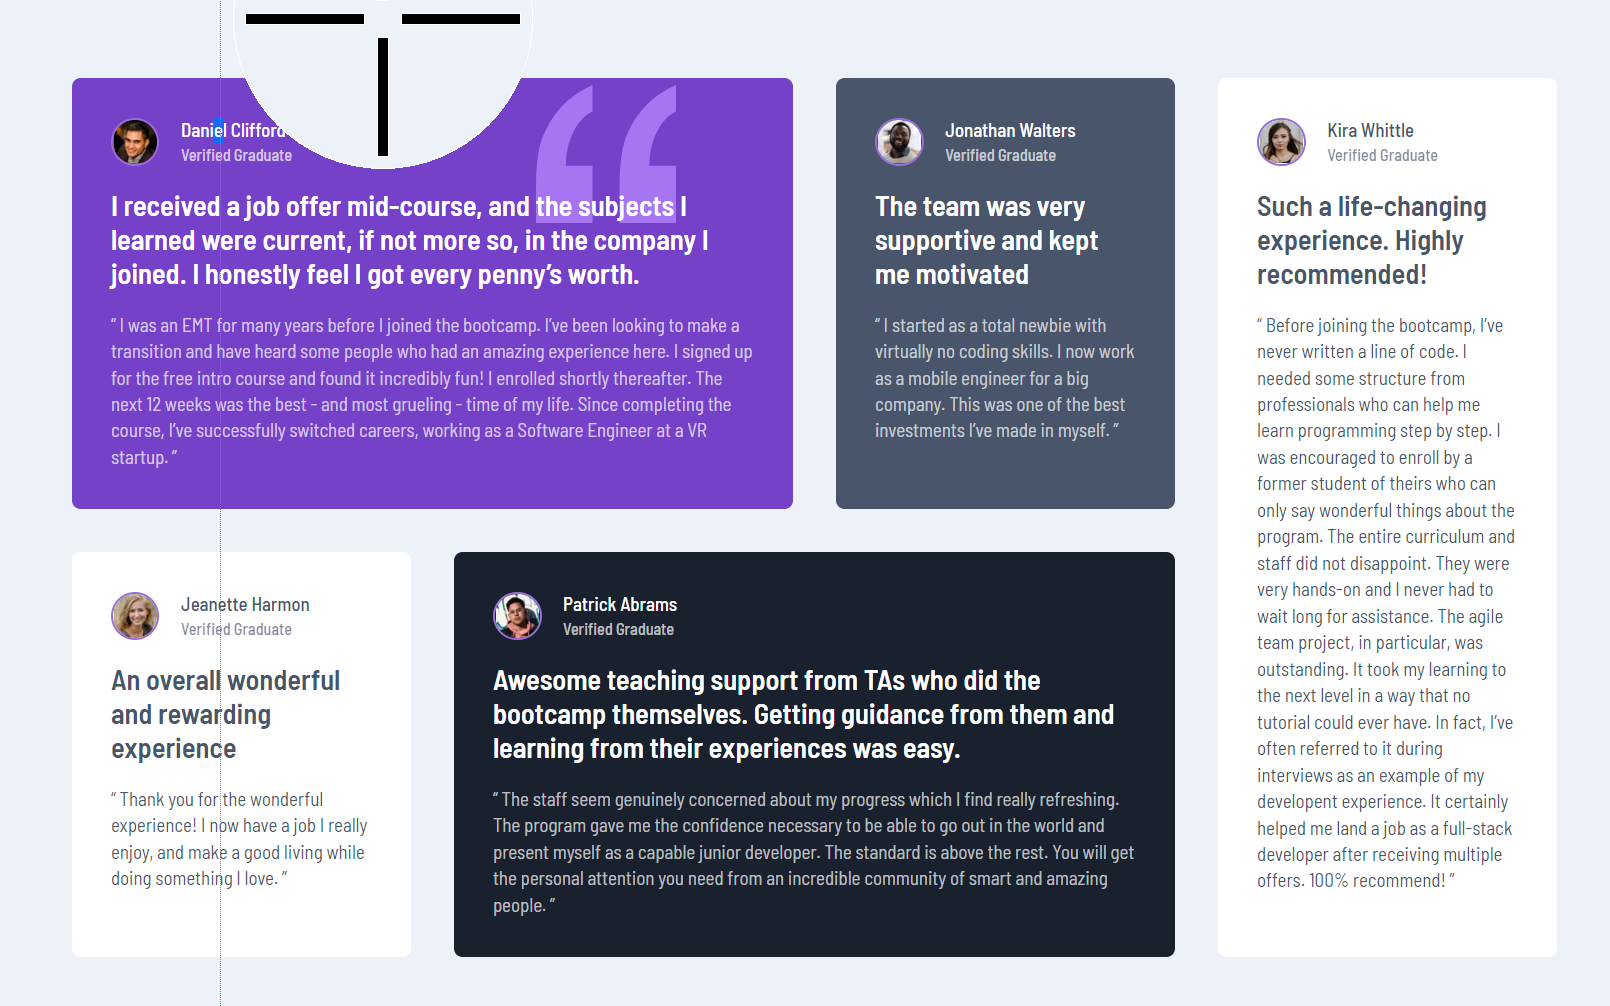 Daniel Clifford
Verified Graduate
I received a job offer mid-course, and the subjects I
learned were current, if not more so, in the company I
joined. I honestly feel I got every penny’s worth.
“ I was an EMT for many years before I joined the bootcamp. I’ve been looking to make a
transition and have heard some people who had an amazing experience here. I signed up
for the free intro course and found it incredibly fun! I enrolled shortly thereafter. The
next 12 weeks was the best - and most grueling - time of my life. Since completing the
course, I’ve successfully switched careers, working as a Software Engineer at a VR
startup. ”
Jonathan Walters
Verified Graduate
The team was very
supportive and kept
me motivated
“ I started as a total newbie with
virtually no coding skills. I now work
as a mobile engineer for a big
company. This was one of the best
investments I’ve made in myself. ”
Kira Whittle
Verified Graduate
Such a life-changing
experience. Highly
recommended!
“ Before joining the bootcamp, I’ve
never written a line of code. I
needed some structure from
professionals who can help me
learn programming step by step. I
was encouraged to enroll by a
former student of theirs who can
only say wonderful things about the
program. The entire curriculum and
staff did not disappoint. They were
very hands-on and I never had to
wait long for assistance. The agile
team project, in particular, was
outstanding. It took my learning to
the next level in a way that no
tutorial could ever have. In fact, I’ve
often referred to it during
interviews as an example of my
developent experience. It certainly
helped me land a job as a full-stack
developer after receiving multiple
offers. 100% recommend! ”
Jeanette Harmon
Verified Graduate
An overall wonderful
and rewarding
experience
“ Thank you for the wonderful
experience! I now have a job I really
enjoy, and make a good living while
doing something I love. ”
Patrick Abrams
Verified Graduate
Awesome teaching support from TAs who did the
bootcamp themselves. Getting guidance from them and
learning from their experiences was easy.
“ The staff seem genuinely concerned about my progress which I find really refreshing.
The program gave me the confidence necessary to be able to go out in the world and
present myself as a capable junior developer. The standard is above the rest. You will get
the personal attention you need from an incredible community of smart and amazing
people. ”